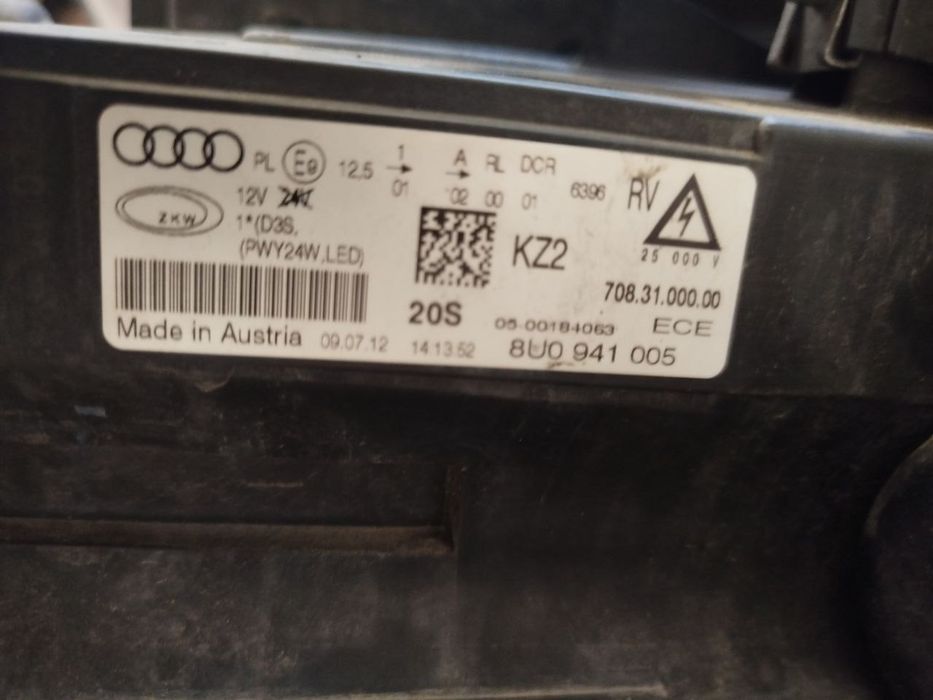 PL E9 12,5 1 → 01 A → 02 RL 00 DCR 01 6396 RV
12V 24V
ZKW
1*(D3S,
(PWY24W,LED)
KZ2
25 000 V
708.31.000.00
20S 05-00184063 ECE
Made in Austria 09.07.12 14:13:52 8U0 941 005